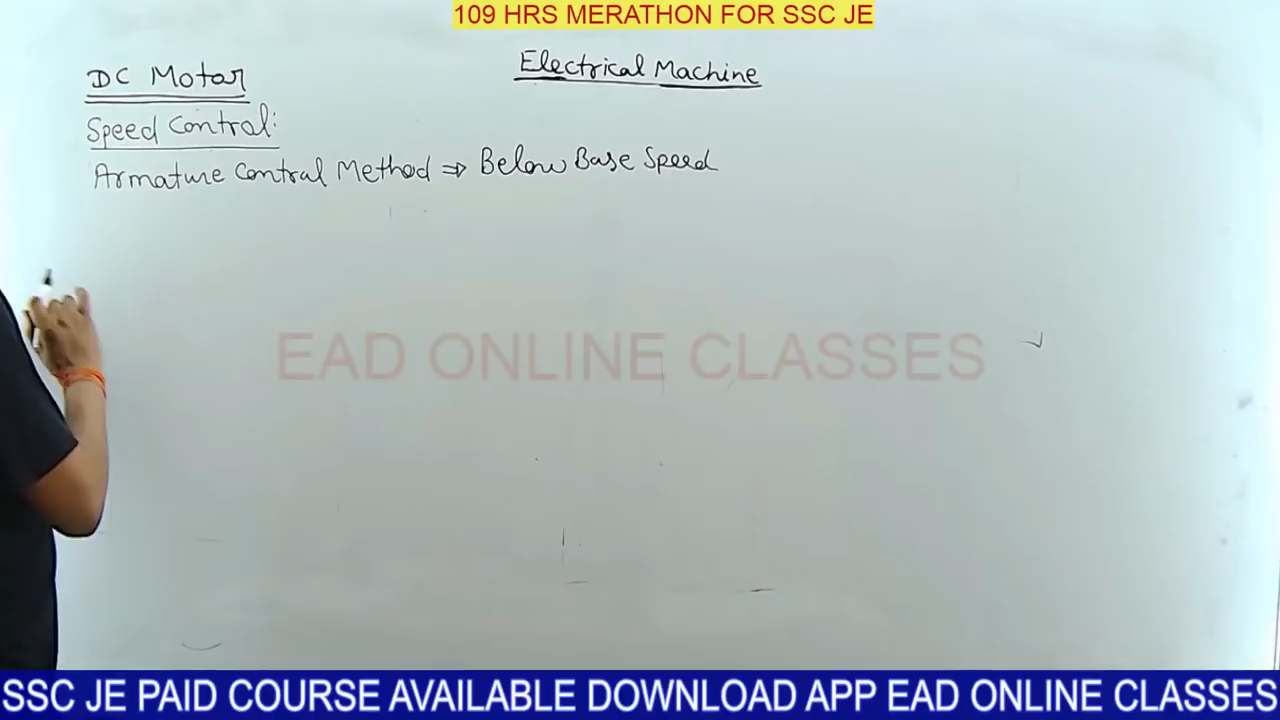 109 HRS MERATHON FOR SSC JE
Electrical Machine
DC Motor
Speed Control:
Armature Control Method ⇒ Below Base Speed
EAD ONLINE CLASSES
SSC JE PAID COURSE AVAILABLE DOWNLOAD APP EAD ONLINE CLASSES